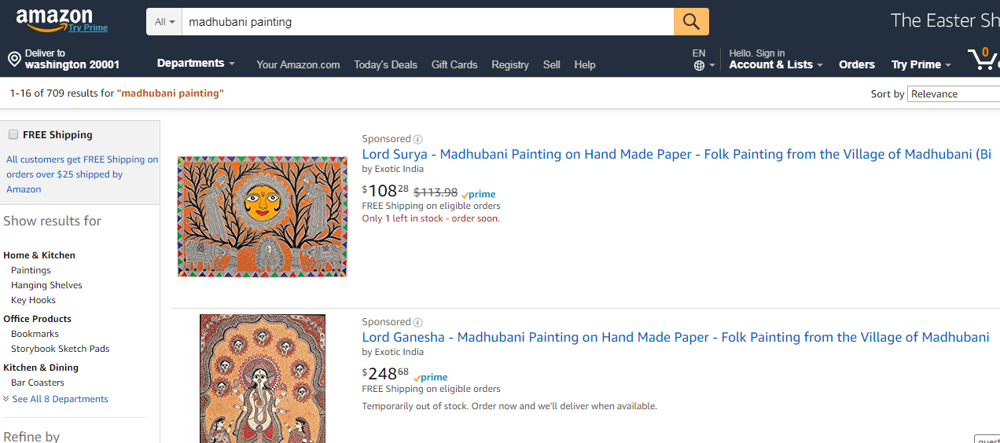 amazon
Try Prime
All
madhubani painting
The Easter Sh
Deliver to
washington 20001
Departments
Your Amazon.com
Today's Deals
Gift Cards
Registry
Sell
Help
EN
Hello. Sign in
Account & Lists
Orders
Try Prime
0
1-16 of 709 results for "madhubani painting"
Sort by
Relevance
FREE Shipping
All customers get FREE Shipping on
orders over $25 shipped by
Amazon
Show results for
Home & Kitchen
Paintings
Hanging Shelves
Key Hooks
Office Products
Bookmarks
Storybook Sketch Pads
Kitchen & Dining
Bar Coasters
See All 8 Departments
Refine by
Sponsored
Lord Surya - Madhubani Painting on Hand Made Paper - Folk Painting from the Village of Madhubani (Bi
by Exotic India
$108 28 $113.98 prime
FREE Shipping on eligible orders
Only 1 left in stock - order soon.
Sponsored
Lord Ganesha - Madhubani Painting on Hand Made Paper - Folk Painting from the Village of Madhubani
by Exotic India
$248 68 prime
FREE Shipping on eligible orders
Temporarily out of stock. Order now and we'll deliver when available.